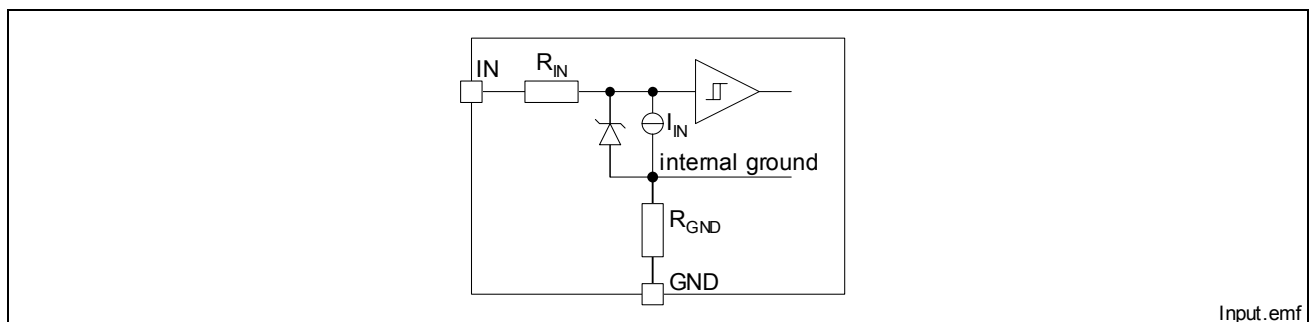 IN
R_IN
I_IN
internal ground
R_GND
GND
Input.emf